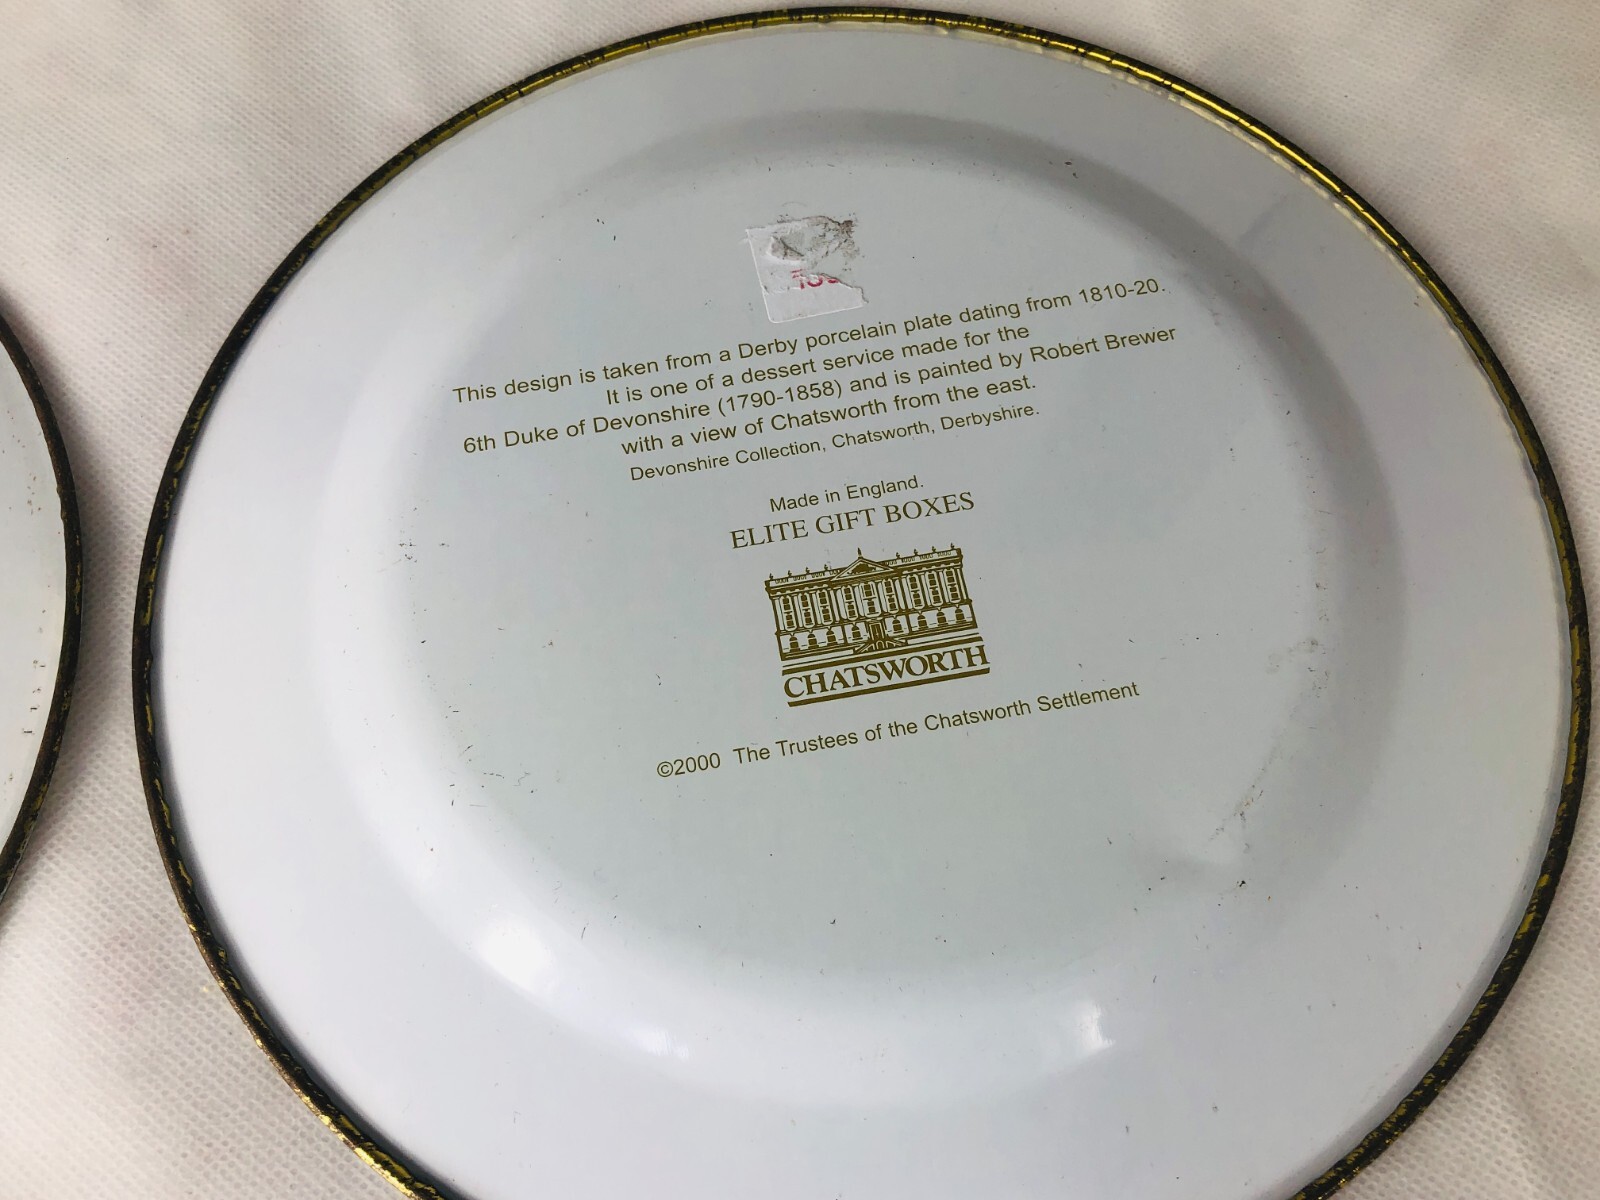 This design is taken from a Derby porcelain plate dating from 1810-20.
It is one of a dessert service made for the
6th Duke of Devonshire (1790-1858) and is painted by Robert Brewer
with a view of Chatsworth from the east.
Devonshire Collection, Chatsworth, Derbyshire.
Made in England.
ELITE GIFT BOXES
CHATSWORTH
©2000 The Trustees of the Chatsworth Settlement